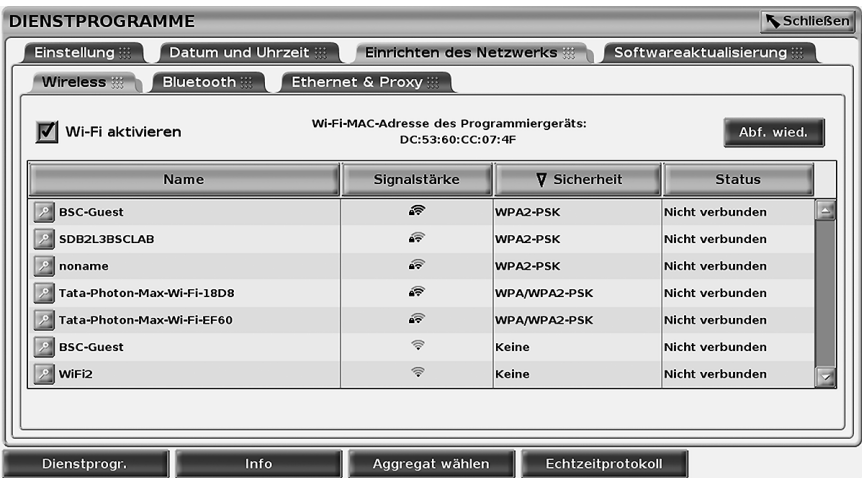 DIENSTPROGRAMME
Schließen
Einstellung
Datum und Uhrzeit
Einrichten des Netzwerks
Softwareaktualisierung
Wireless
Bluetooth
Ethernet & Proxy
Wi-Fi aktivieren
Wi-Fi-MAC-Adresse des Programmiergeräts:
DC:53:60:CC:07:4F
Abf. wied.
Name Signalstärke Sicherheit Status
BSC-Guest WPA2-PSK Nicht verbunden
SDB2L3BSCLAB WPA2-PSK Nicht verbunden
noname WPA2-PSK Nicht verbunden
Tata-Photon-Max-Wi-Fi-18D8 WPA/WPA2-PSK Nicht verbunden
Tata-Photon-Max-Wi-Fi-EF60 WPA/WPA2-PSK Nicht verbunden
BSC-Guest Keine Nicht verbunden
WiFi2 Keine Nicht verbunden
Dienstprogr.
Info
Aggregat wählen
Echtzeitprotokoll